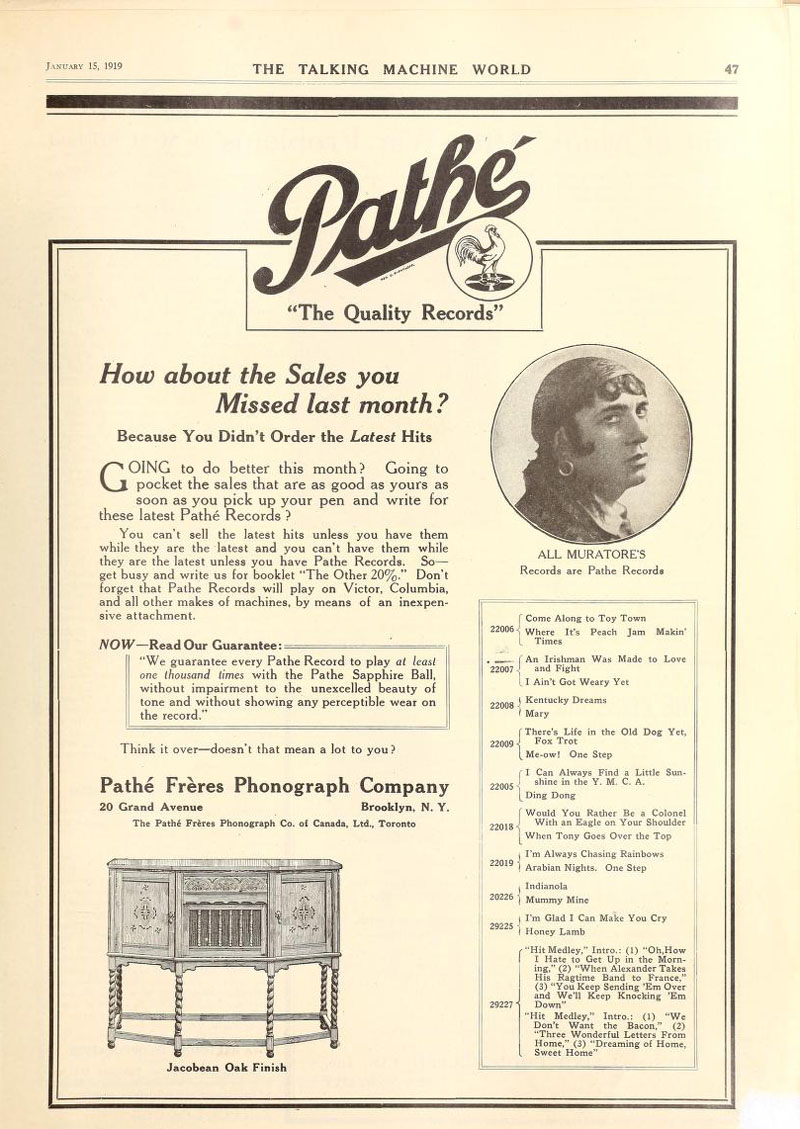 JANUARY 15, 1919
THE TALKING MACHINE WORLD
47
Pathé
"The Quality Records"
How about the Sales you
Missed last month?
Because You Didn't Order the Latest Hits
GOING to do better this month? Going to
pocket the sales that are as good as yours as
soon as you pick up your pen and write for
these latest Pathé Records?
You can't sell the latest hits unless you have them
while they are the latest and you can't have them while
they are the latest unless you have Pathe Records. So—
get busy and write us for booklet "The Other 20%." Don't
forget that Pathe Records will play on Victor, Columbia,
and all other makes of machines, by means of an inexpen-
sive attachment.
NOW—Read Our Guarantee:
"We guarantee every Pathe Record to play at least
one thousand times with the Pathe Sapphire Ball,
without impairment to the unexcelled beauty of
tone and without showing any perceptible wear on
the record."
Think it over—doesn't that mean a lot to you?
Pathé Frères Phonograph Company
20 Grand Avenue Brooklyn, N. Y.
The Pathé Frères Phonograph Co. of Canada, Ltd., Toronto
Jacobean Oak Finish
ALL MURATORE'S
Records are Pathe Records
22006
Come Along to Toy Town
Where It's Peach Jam Makin'
Times
22007
An Irishman Was Made to Love
and Fight
I Ain't Got Weary Yet
22008
Kentucky Dreams
Mary
22009
There's Life in the Old Dog Yet,
Fox Trot
Me-ow! One Step
22005
I Can Always Find a Little Sun-
shine in the Y. M. C. A.
Ding Dong
22018
Would You Rather Be a Colonel
With an Eagle on Your Shoulder
When Tony Goes Over the Top
22019
I'm Always Chasing Rainbows
Arabian Nights. One Step
20226
Indianola
Mummy Mine
29225
I'm Glad I Can Make You Cry
Honey Lamb
29227
"Hit Medley," Intro.: (1) "Oh,How
I Hate to Get Up in the Morn-
ing," (2) "When Alexander Takes
His Ragtime Band to France,"
(3) "You Keep Sending 'Em Over
and We'll Keep Knocking 'Em
Down"
"Hit Medley," Intro.: (1) "We
Don't Want the Bacon," (2)
"Three Wonderful Letters From
Home," (3) "Dreaming of Home,
Sweet Home"